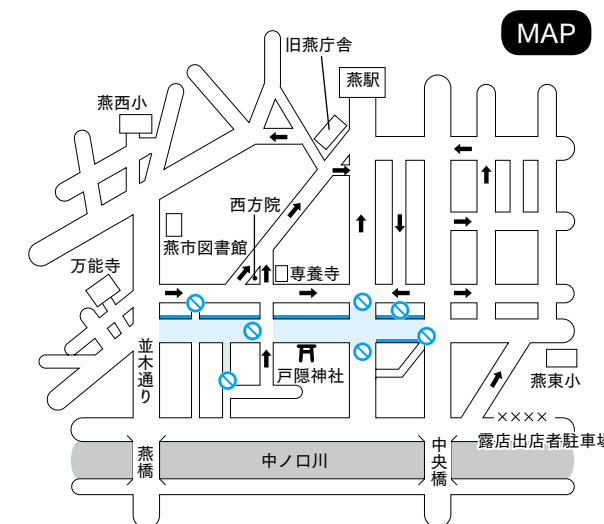 MAP
旧燕庁舎
燕駅
燕西小
西方院
燕市図書館
万能寺
専養寺
並木通り
戸隠神社
燕東小
××××
露店出店者駐車場
燕橋
中ノ口川
中央橋